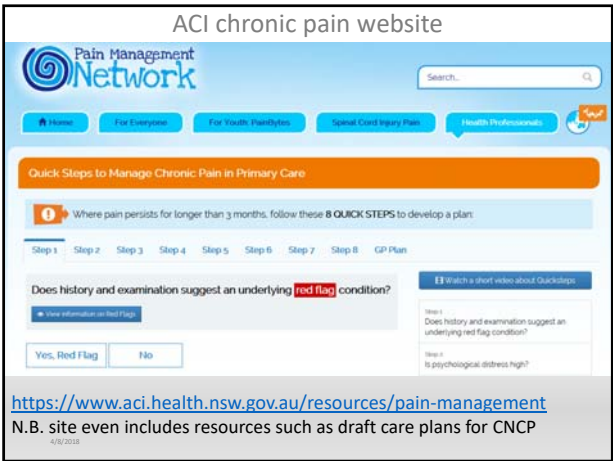 ACI chronic pain website
Pain Management
Network
Search..
Home
For Everyone
For Youth: PainBytes
Spinal Cord Injury Pain
Health Professionals
Quick Steps to Manage Chronic Pain in Primary Care
Where pain persists for longer than 3 months, follow these 8 QUICK STEPS to develop a plan:
Step 1 Step 2 Step 3 Step 4 Step 5 Step 6 Step 7 Step 8 GP Plan
Does history and examination suggest an underlying red flag condition?
View information on Red Flags
Yes, Red Flag
No
Watch a short video about Quicksteps
Step 1
Does history and examination suggest an
underlying red flag condition?
Step 2
Is psychological distress high?
https://www.aci.health.nsw.gov.au/resources/pain-management
N.B. site even includes resources such as draft care plans for CNCP
4/8/2018